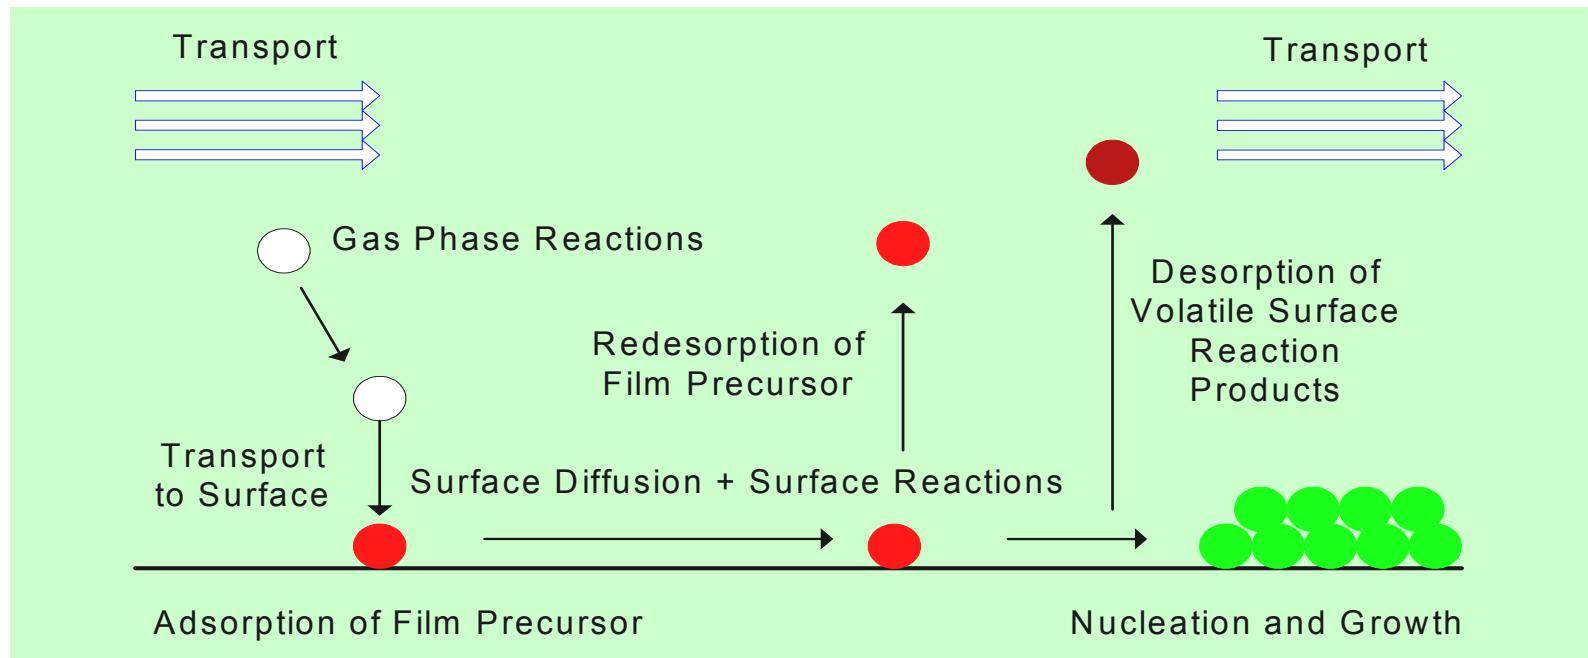 Transport
Transport
Gas Phase Reactions
Desorption of
Volatile Surface
Reaction
Products
Redesorption of
Film Precursor
Transport
to Surface
Surface Diffusion + Surface Reactions
Adsorption of Film Precursor
Nucleation and Growth